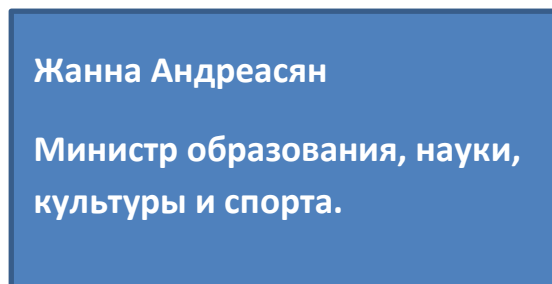 Жанна Андреасян
Министр образования, науки,
культуры и спорта.